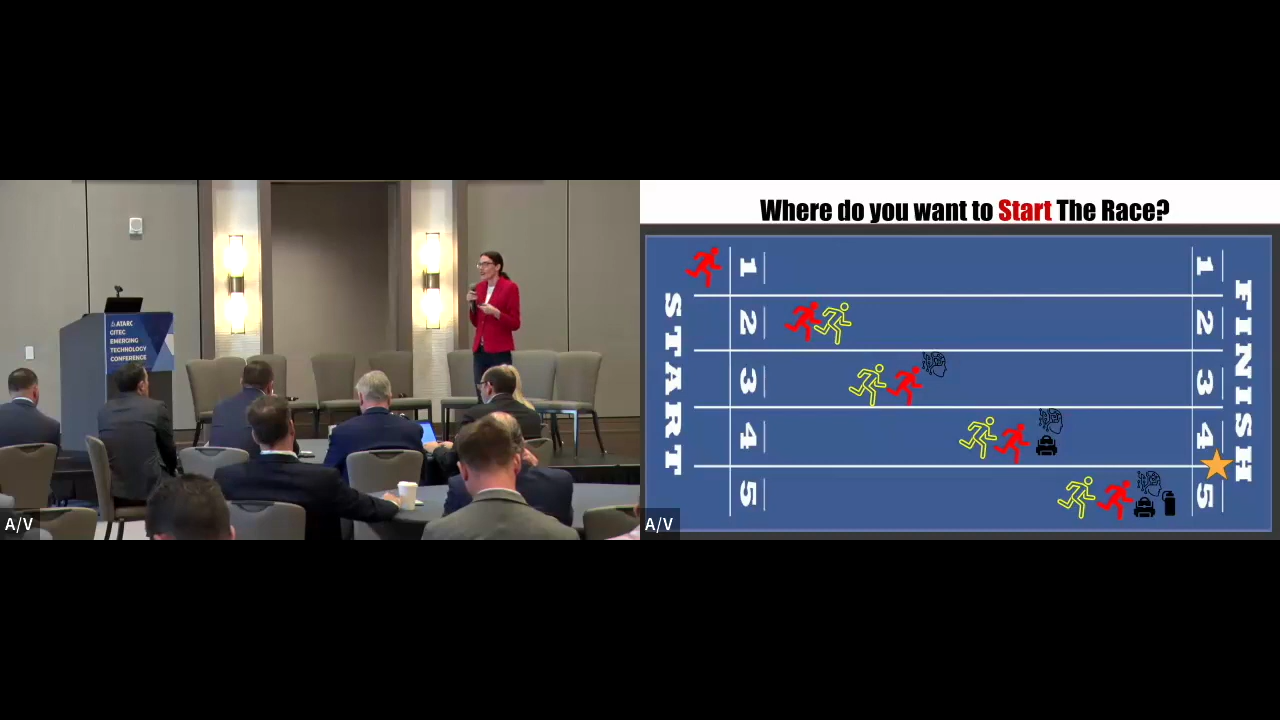 ATARC
CITEC
EMERGING
TECHNOLOGY
CONFERENCE
A/V
Where do you want to Start The Race?
START
1
2
3
4
5
1
2
3
4
5
FINISH
A/V